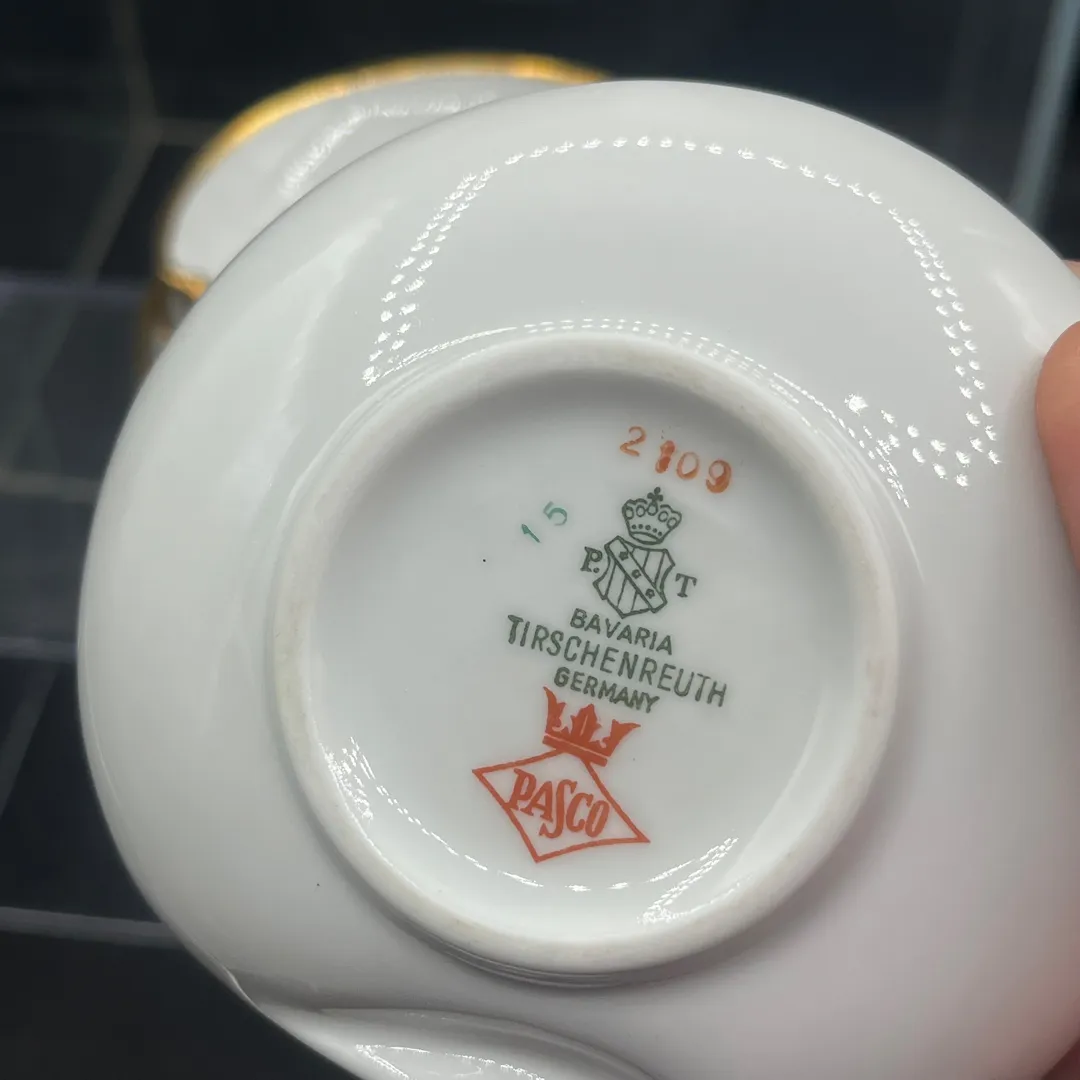 2109
15
P. T
BAVARIA
TIRSCHENREUTH
GERMANY
PASCO